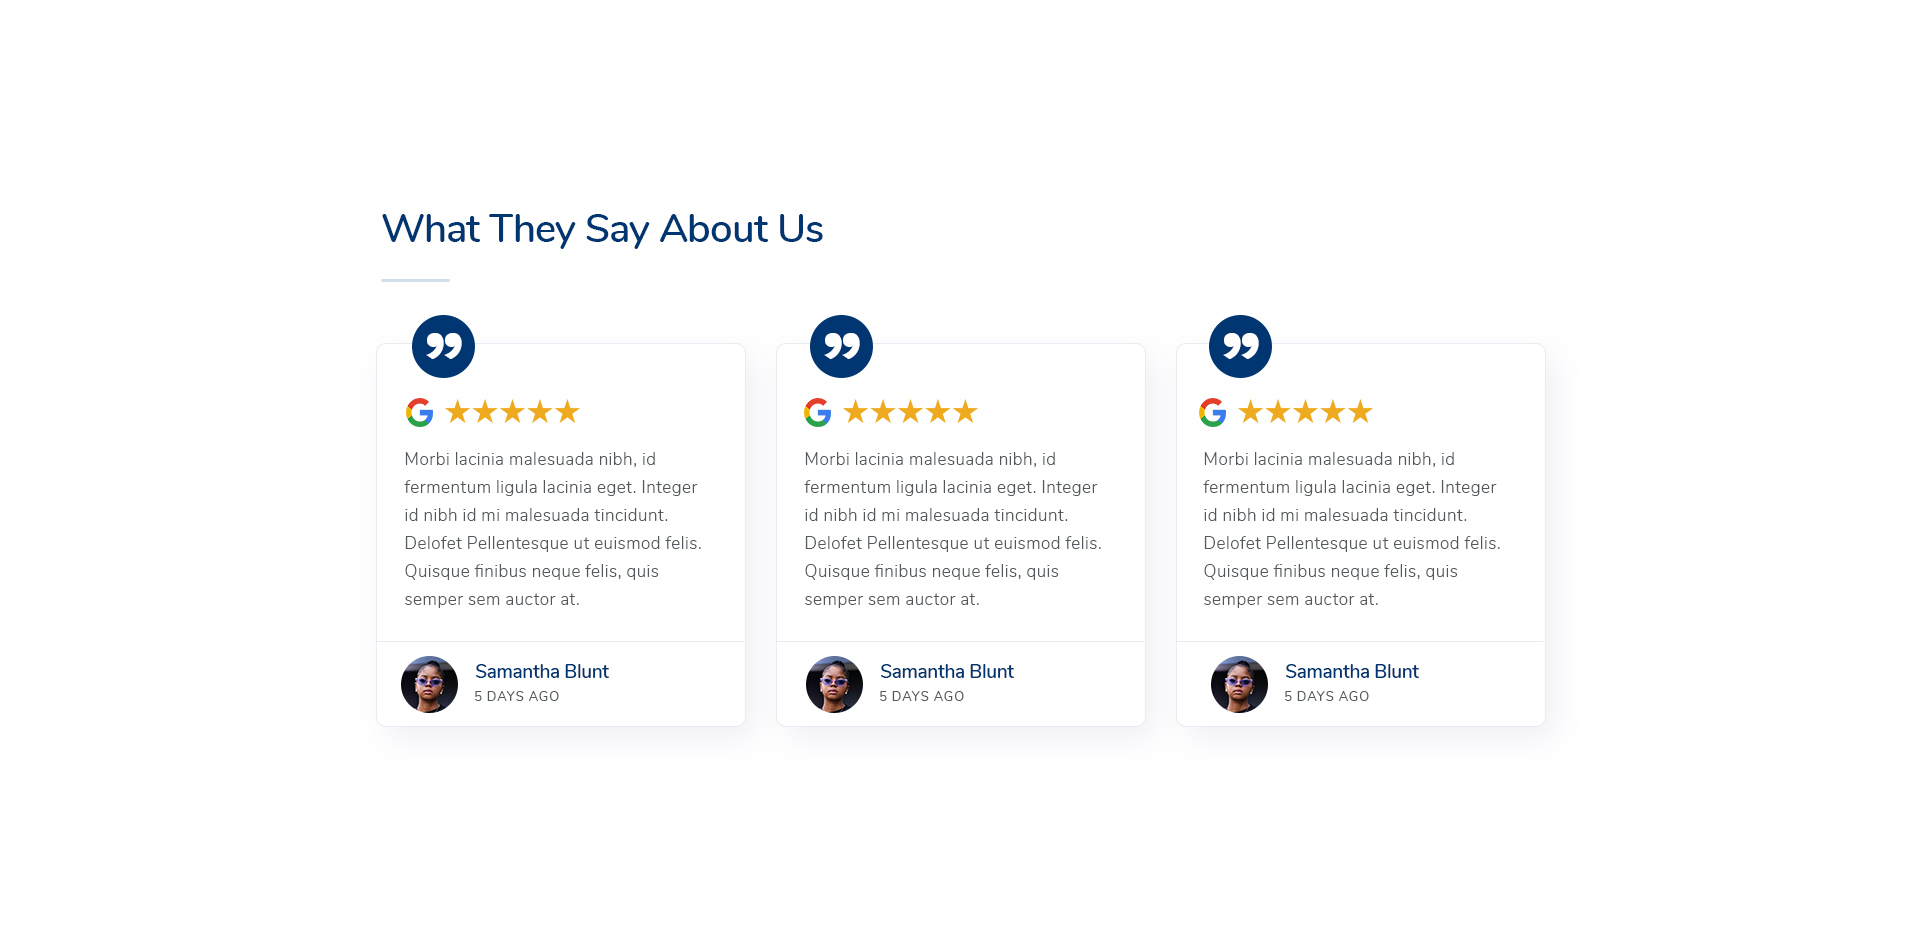 What They Say About Us
Morbi lacinia malesuada nibh, id
fermentum ligula lacinia eget. Integer
id nibh id mi malesuada tincidunt.
Delofet Pellentesque ut euismod felis.
Quisque finibus neque felis, quis
semper sem auctor at.
Samantha Blunt
5 DAYS AGO
Morbi lacinia malesuada nibh, id
fermentum ligula lacinia eget. Integer
id nibh id mi malesuada tincidunt.
Delofet Pellentesque ut euismod felis.
Quisque finibus neque felis, quis
semper sem auctor at.
Samantha Blunt
5 DAYS AGO
Morbi lacinia malesuada nibh, id
fermentum ligula lacinia eget. Integer
id nibh id mi malesuada tincidunt.
Delofet Pellentesque ut euismod felis.
Quisque finibus neque felis, quis
semper sem auctor at.
Samantha Blunt
5 DAYS AGO